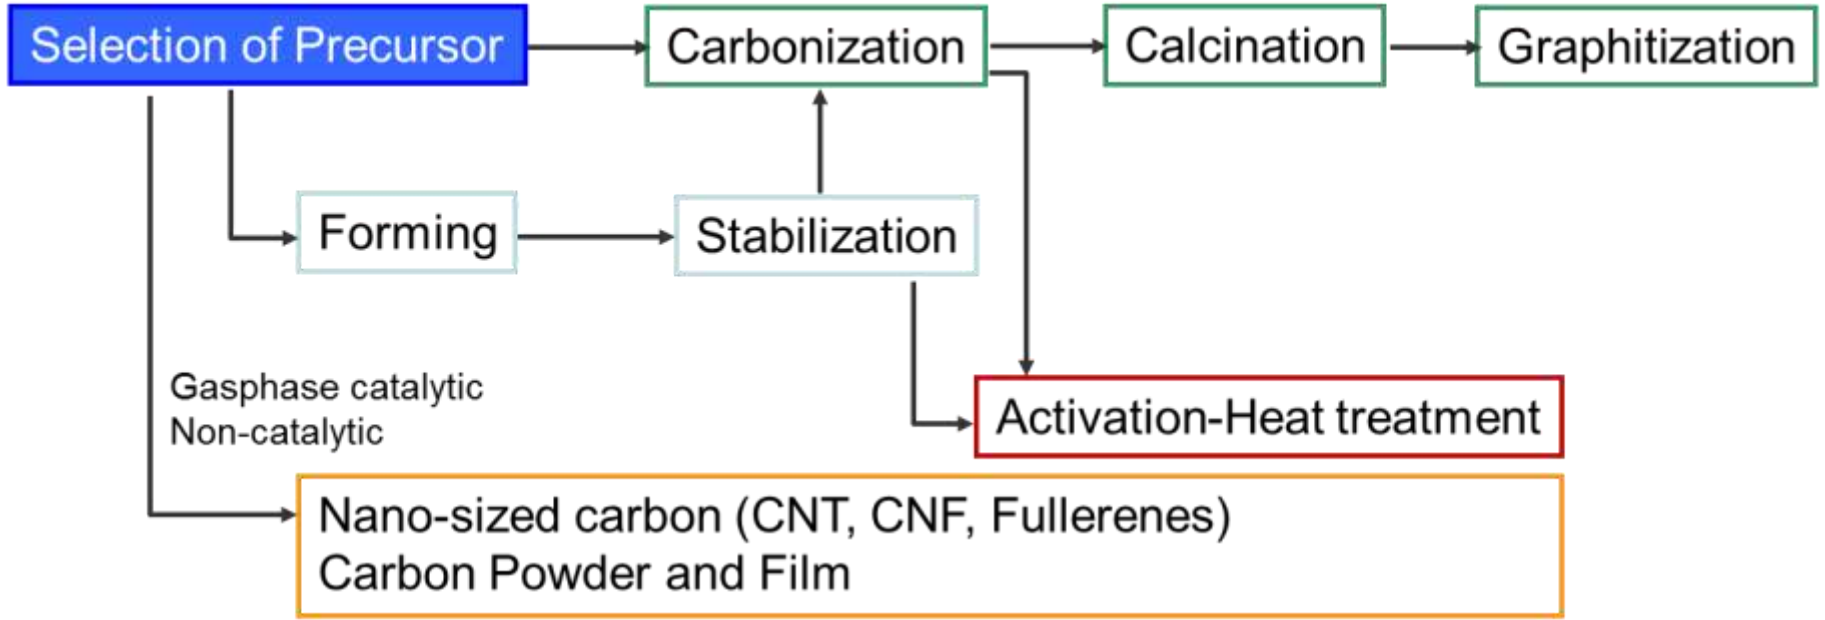 Selection of Precursor
Carbonization
Calcination
Graphitization
Forming
Stabilization
Gasphase catalytic
Non-catalytic
Activation-Heat treatment
Nano-sized carbon (CNT, CNF, Fullerenes)
Carbon Powder and Film